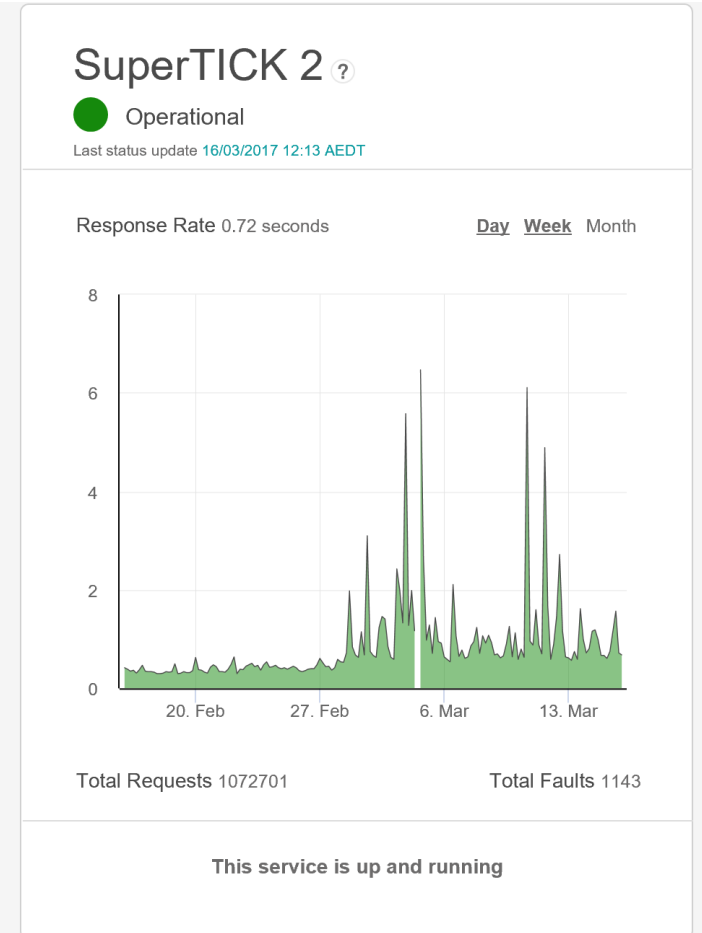 SuperTICK 2 ?
Operational
Last status update 16/03/2017 12:13 AEDT
Response Rate 0.72 seconds
Day Week Month
8
6
4
2
0
20. Feb 27. Feb 6. Mar 13. Mar
Total Requests 1072701
Total Faults 1143
This service is up and running